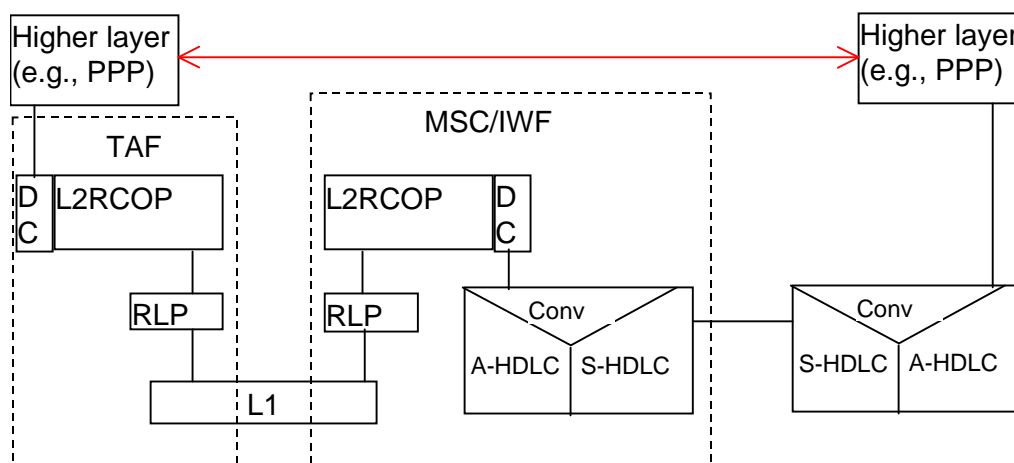 Higher layer
(e.g., PPP)
Higher layer
(e.g., PPP)
TAF
MSC/IWF
D
C
L2RCOP
L2RCOP
D
C
RLP
RLP
Conv
A-HDLC
S-HDLC
Conv
S-HDLC
A-HDLC
L1